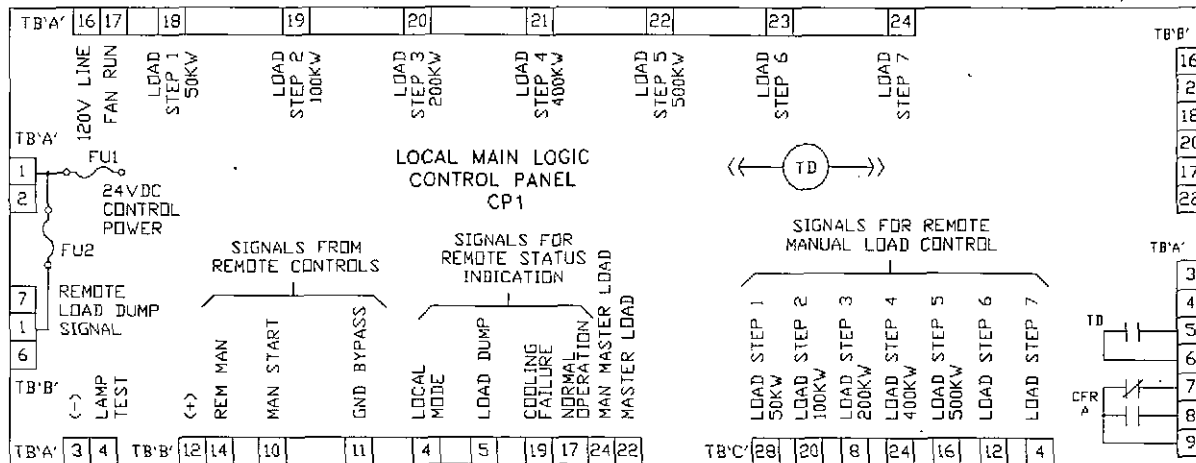 TB'A' 16 17 18 19 20 21 22 23 24
120V LINE
FAN RUN
LOAD STEP 1 50KW
LOAD STEP 2 100KW
LOAD STEP 3 200KW
LOAD STEP 4 400KW
LOAD STEP 5 500KW
LOAD STEP 6
LOAD STEP 7
TB'B'
16
2
18
20
17
22
TB'A'
1
2
FU1
24VDC
CONTROL
POWER
FU2
LOCAL MAIN LOGIC
CONTROL PANEL
CP1
TD
7
1
6
REMOTE
LOAD DUMP
SIGNAL
SIGNALS FROM
REMOTE CONTROLS
SIGNALS FOR
REMOTE STATUS
INDICATION
SIGNALS FOR REMOTE
MANUAL LOAD CONTROL
TB'A'
3
4
5
6
7
8
9
TD
CFR
A
TB'B'
(-)
LAMP TEST
(+)
REM MAN
MAN START
GND BYPASS
LOCAL MODE
LOAD DUMP
COOLING FAILURE
NORMAL OPERATION
MAN MASTER LOAD
MASTER LOAD
LOAD STEP 1 50KW
LOAD STEP 2 100KW
LOAD STEP 3 200KW
LOAD STEP 4 400KW
LOAD STEP 5 500KW
LOAD STEP 6
LOAD STEP 7
TB'A' 3 4 TB'B' 12 14 10 11 4 5 19 17 24 22 TB'C' 28 20 8 24 16 12 4